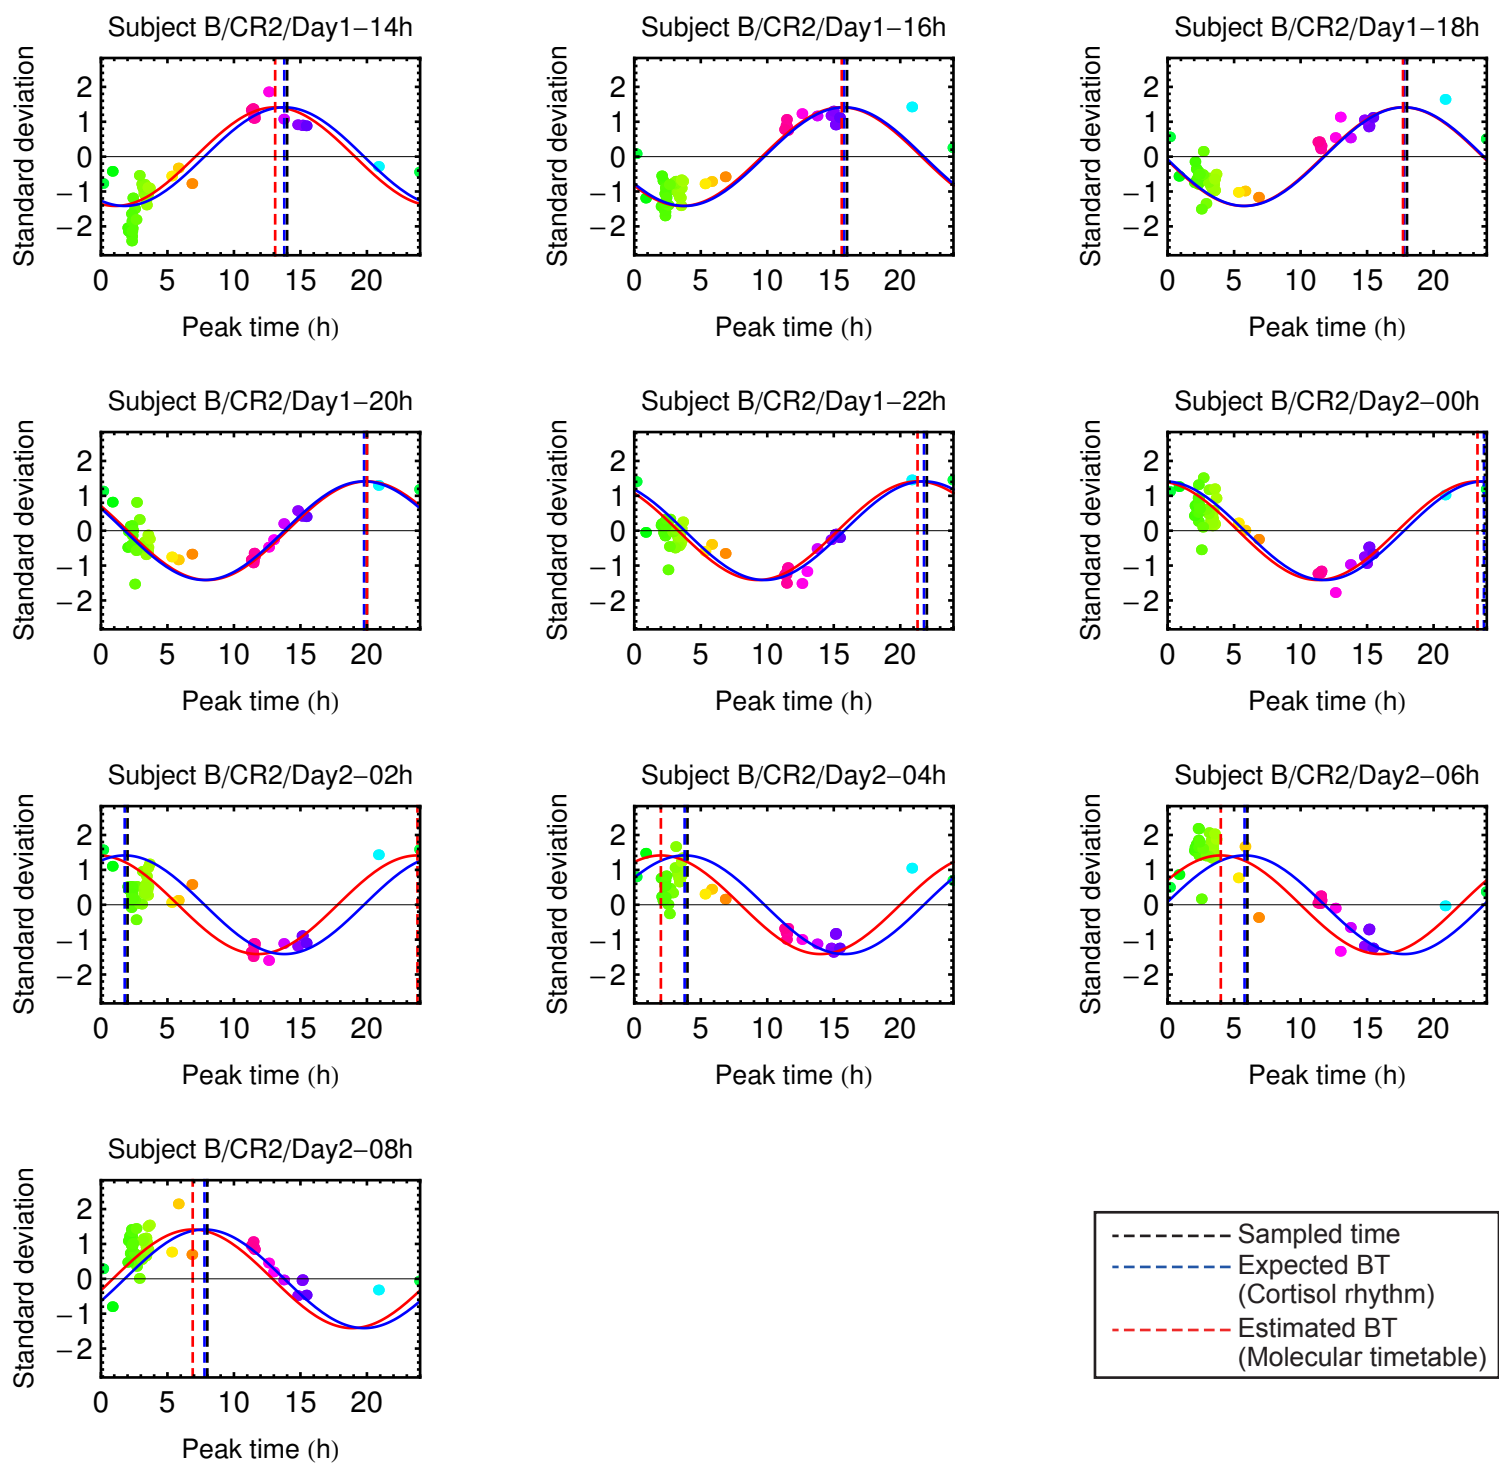 Subject B/CR2/Day1−14h
Standard deviation
2
1
0
−1
−2
0 5 10 15 20
Peak time (h)
Subject B/CR2/Day1−16h
Standard deviation
2
1
0
−1
−2
0 5 10 15 20
Peak time (h)
Subject B/CR2/Day1−18h
Standard deviation
2
1
0
−1
−2
0 5 10 15 20
Peak time (h)
Subject B/CR2/Day1−20h
Standard deviation
2
1
0
−1
−2
0 5 10 15 20
Peak time (h)
Subject B/CR2/Day1−22h
Standard deviation
2
1
0
−1
−2
0 5 10 15 20
Peak time (h)
Subject B/CR2/Day2−00h
Standard deviation
2
1
0
−1
−2
0 5 10 15 20
Peak time (h)
Subject B/CR2/Day2−02h
Standard deviation
2
1
0
−1
−2
0 5 10 15 20
Peak time (h)
Subject B/CR2/Day2−04h
Standard deviation
2
1
0
−1
−2
0 5 10 15 20
Peak time (h)
Subject B/CR2/Day2−06h
Standard deviation
2
1
0
−1
−2
0 5 10 15 20
Peak time (h)
Subject B/CR2/Day2−08h
Standard deviation
2
1
0
−1
−2
0 5 10 15 20
Peak time (h)
Sampled time
Expected BT
(Cortisol rhythm)
Estimated BT
(Molecular timetable)